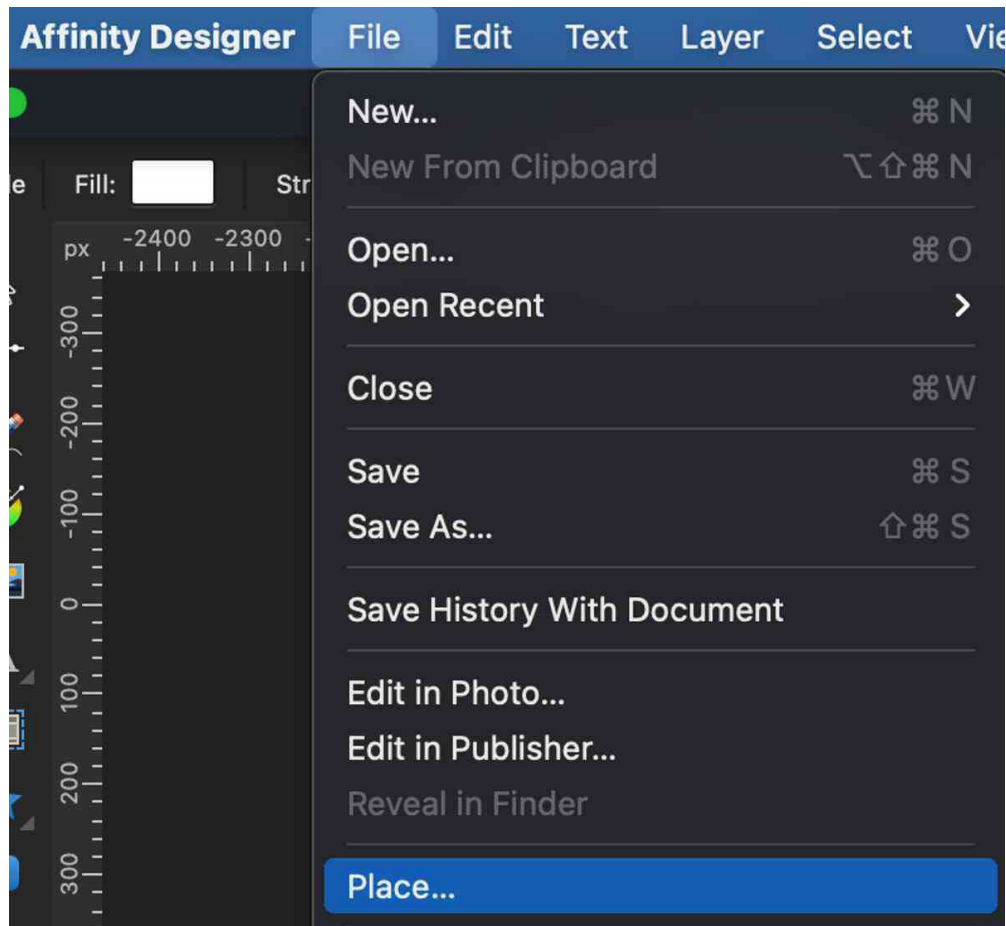 Affinity Designer File Edit Text Layer Select
Fill:
px -2400 -2300
-300
-200
-100
0
100
200
300
New... ⌘ N
New From Clipboard ⌥⇧⌘ N
Open... ⌘ O
Open Recent
Close ⌘ W
Save ⌘ S
Save As... ⇧⌘ S
Save History With Document
Edit in Photo...
Edit in Publisher...
Reveal in Finder
Place...